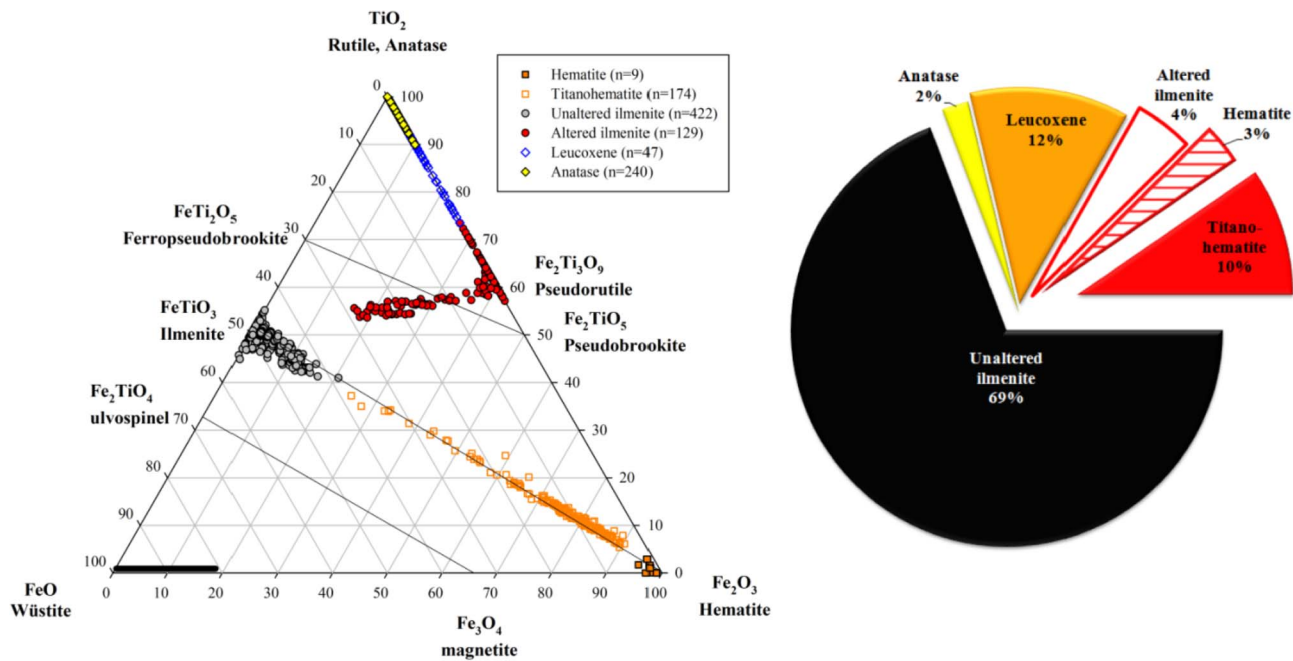 TiO2
Rutile, Anatase
Hematite (n=9)
Titanohematite (n=174)
Unaltered ilmenite (n=422)
Altered ilmenite (n=129)
Leucoxene (n=47)
Anatase (n=240)
0
10
20
30
40
50
60
70
80
90
100
100
90
80
70
60
50
40
30
20
10
0
0
10
20
30
40
50
60
70
80
90
100
FeTi2O5
Ferropseudobrookite
FeTiO3
Ilmenite
Fe2TiO4
ulvospinel
Fe2Ti3O9
Pseudorutile
Fe2TiO5
Pseudobrookite
FeO
Wüstite
Fe3O4
magnetite
Fe2O3
Hematite
Anatase
2%
Leucoxene
12%
Altered
ilmenite
4%
Hematite
3%
Titano-
hematite
10%
Unaltered
ilmenite
69%